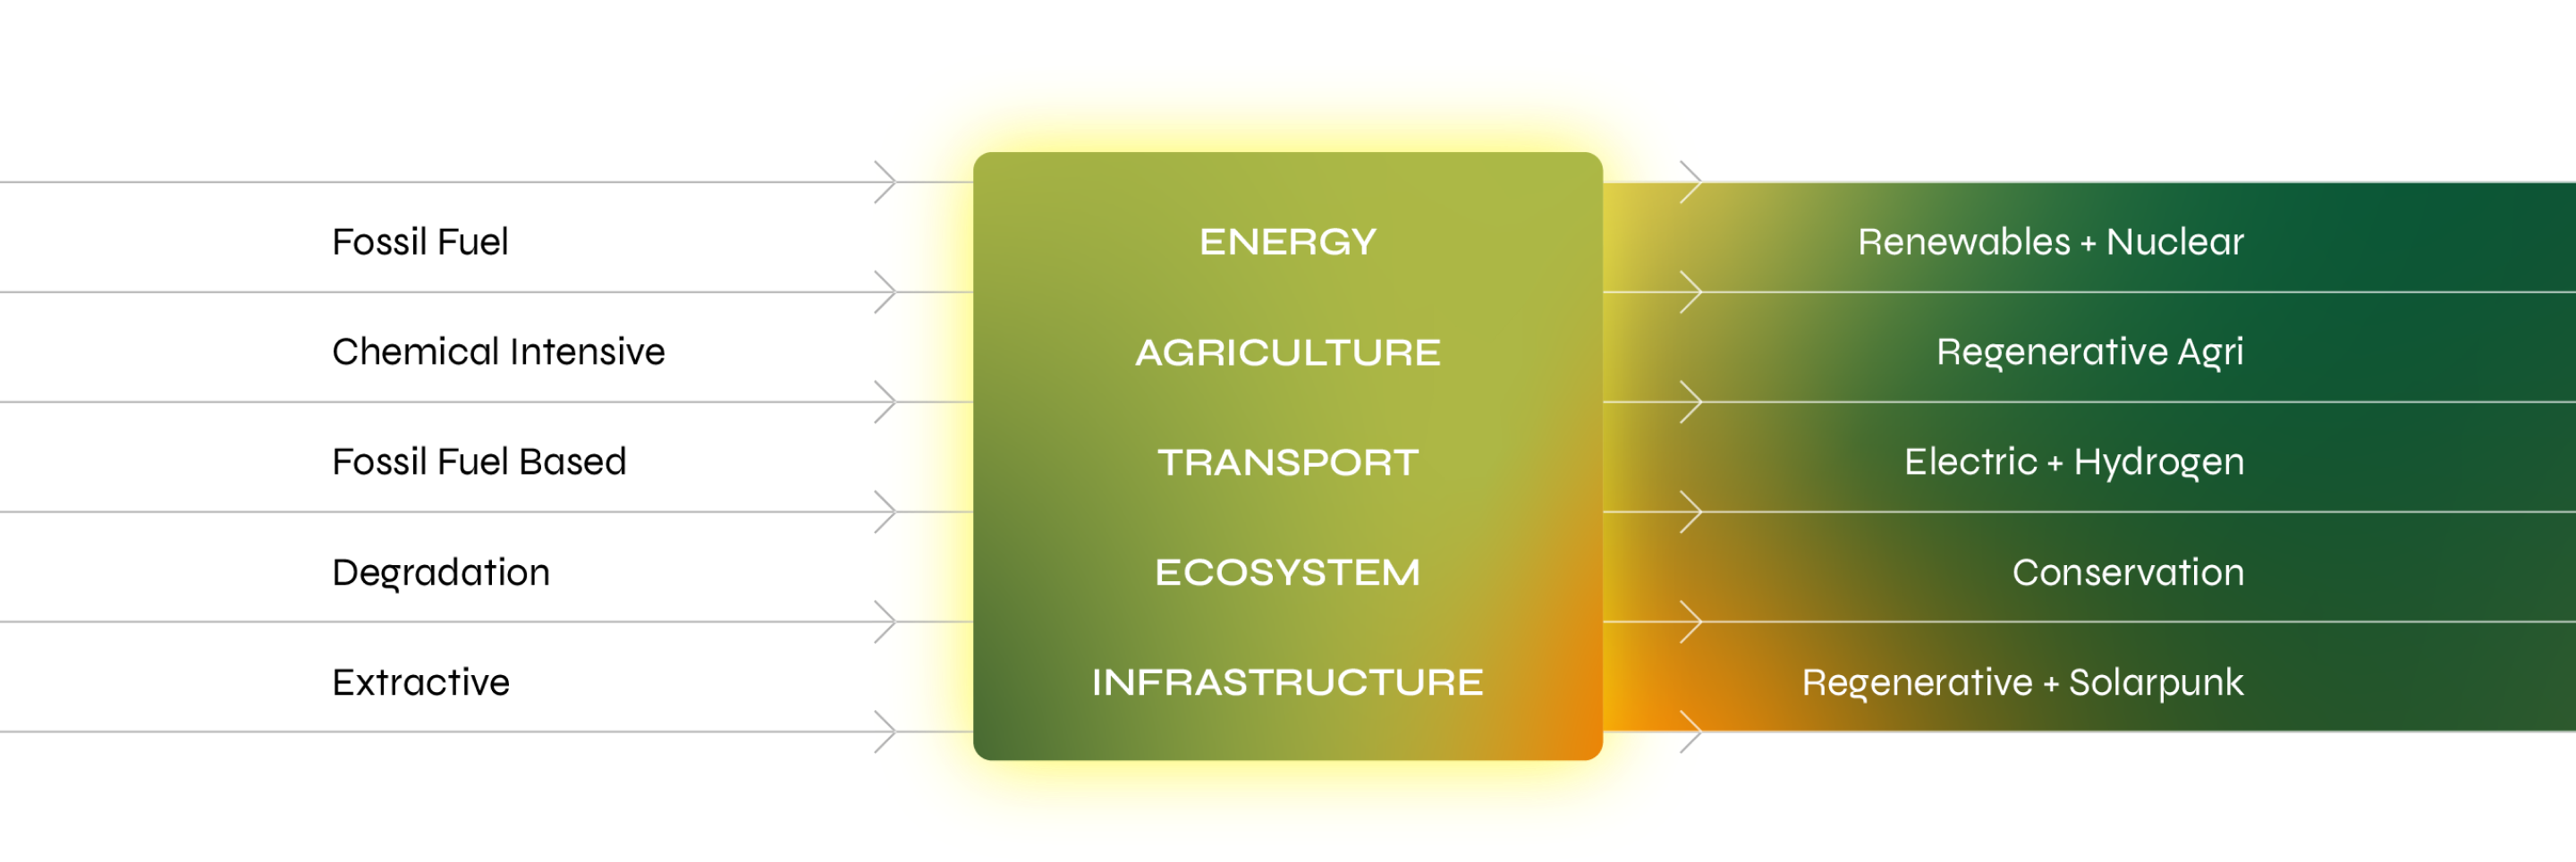 Fossil Fuel
ENERGY
Renewables + Nuclear
Chemical Intensive
AGRICULTURE
Regenerative Agri
Fossil Fuel Based
TRANSPORT
Electric + Hydrogen
Degradation
ECOSYSTEM
Conservation
Extractive
INFRASTRUCTURE
Regenerative + Solarpunk